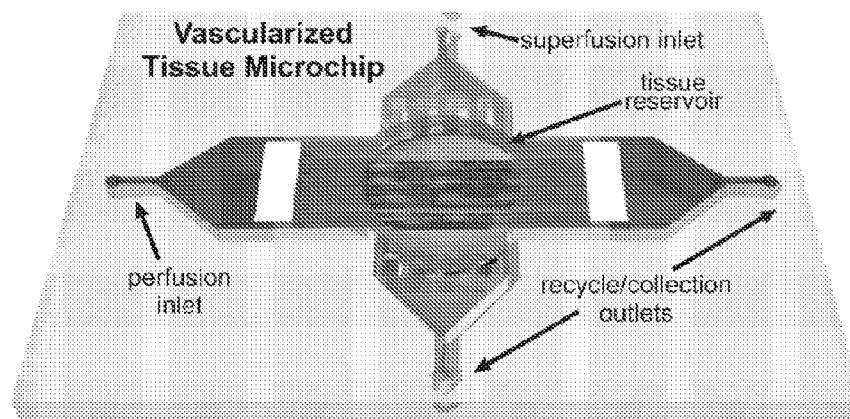 Vascularized
Tissue Microchip
superfusion inlet
tissue
reservoir
perfusion
inlet
recycle/collection
outlets